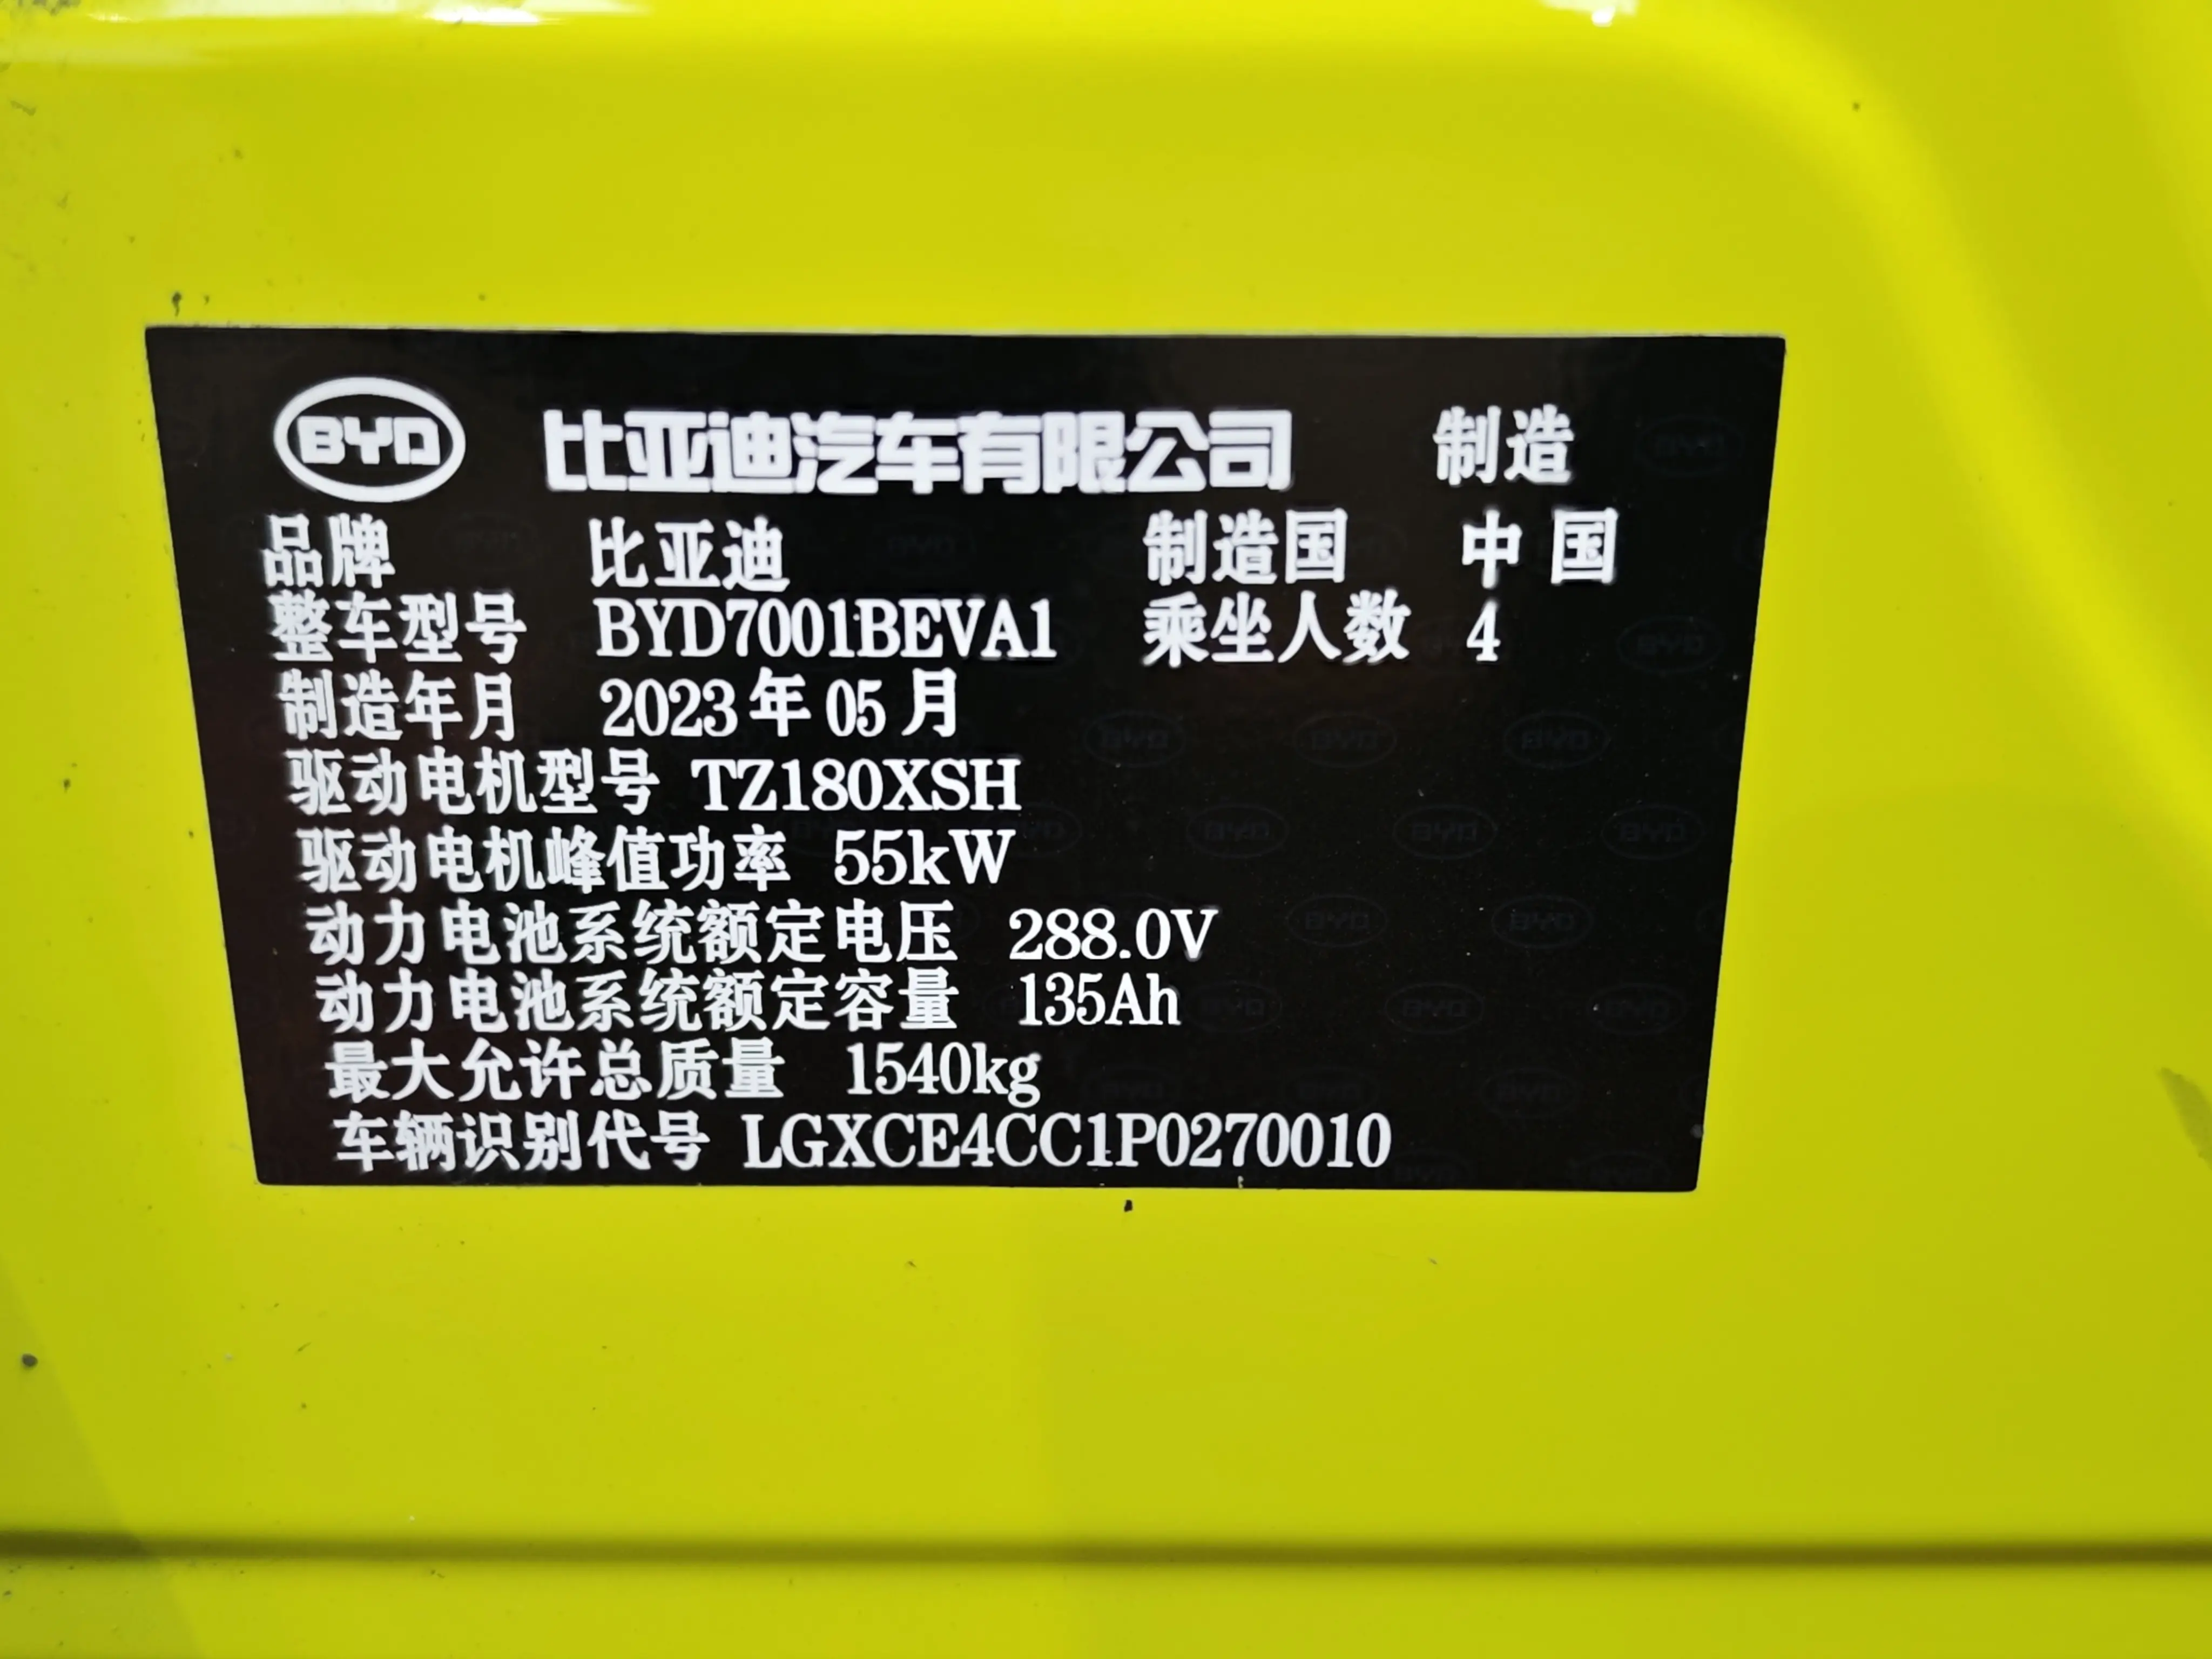 BYD 比亚迪汽车有限公司 制造
品牌 比亚迪 制造国 中国
整车型号 BYD7001BEVA1 乘坐人数 4
制造年月 2023年05月
驱动电机型号 TZ180XSH
驱动电机峰值功率 55kW
动力电池系统额定电压 288.0V
动力电池系统额定容量 135Ah
最大允许总质量 1540kg
车辆识别代号 LGXCE4CC1P0270010